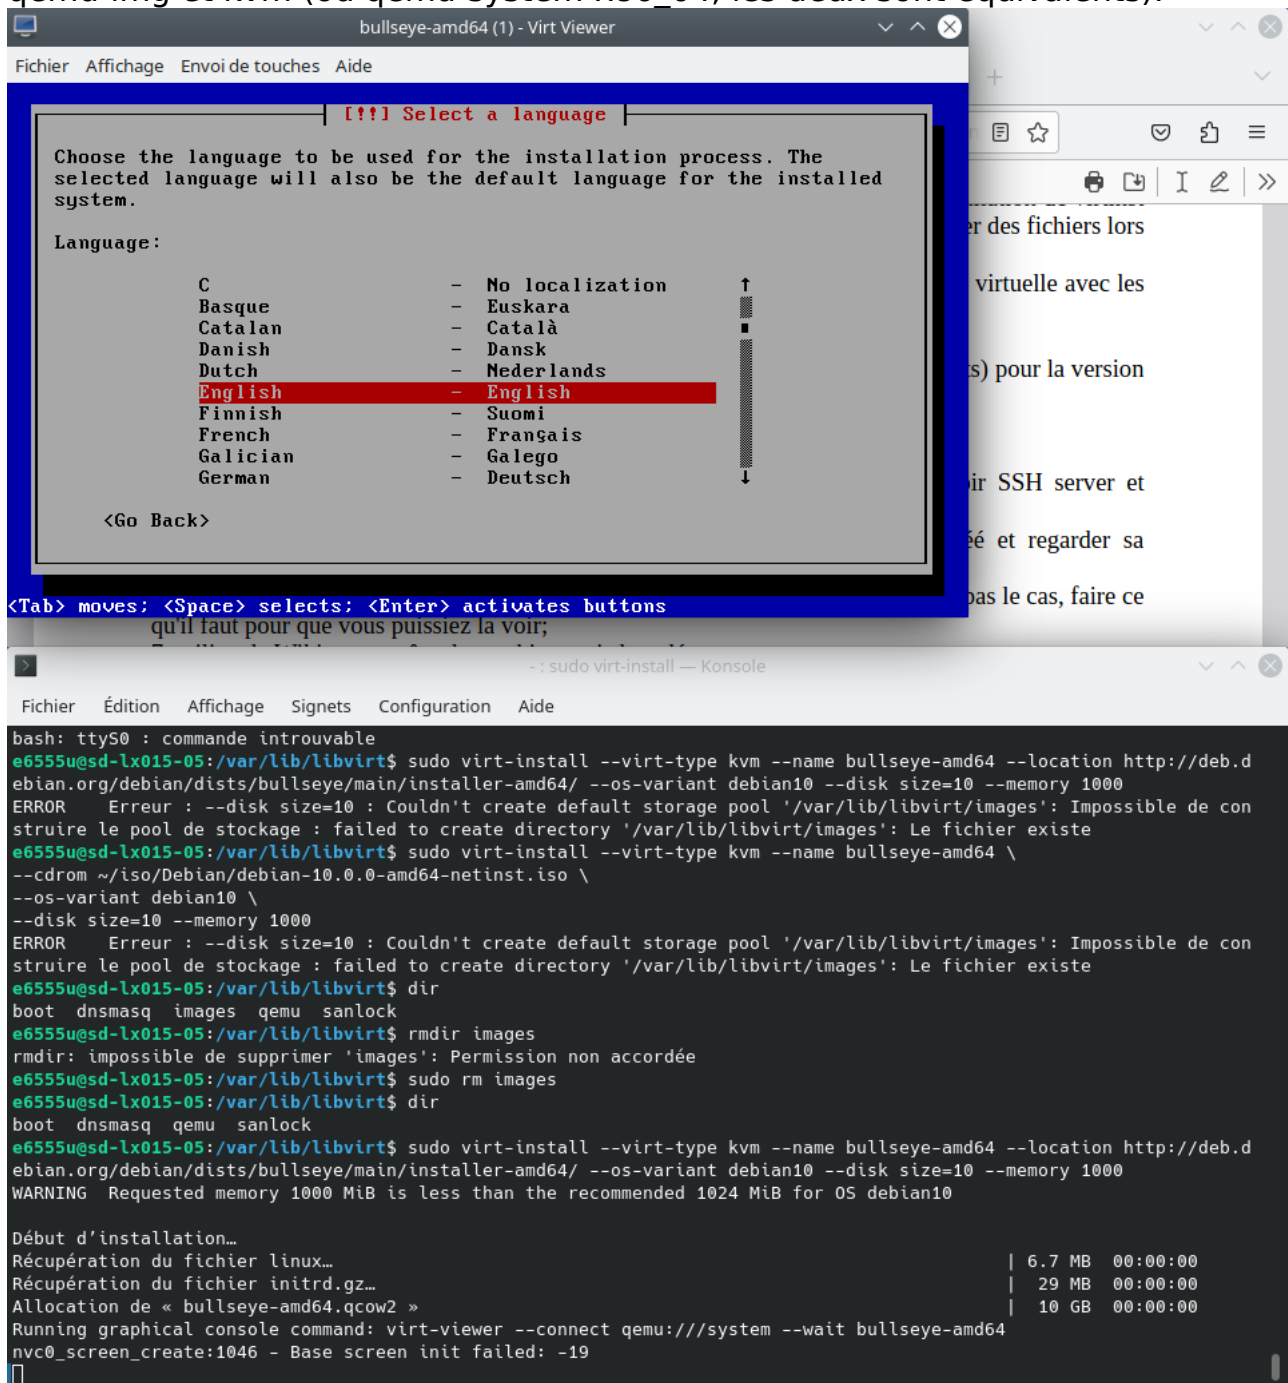 bullseye-amd64 (1) - Virt Viewer
Fichier Affichage Envoi de touches Aide
[!!] Select a language
Choose the language to be used for the installation process. The
selected language will also be the default language for the installed
system.
Language:
C - No localization
Basque - Euskara
Catalan - Català
Danish - Dansk
Dutch - Nederlands
English - English
Finnish - Suomi
French - Français
Galician - Galego
German - Deutsch
<Go Back>
<Tab> moves; <Space> selects; <Enter> activates buttons
er des fichiers lors
virtuelle avec les
ts) pour la version
ir SSH server et
éé et regarder sa
pas le cas, faire ce
qu'il faut pour que vous puissiez la voir;
- : sudo virt-install — Konsole
Fichier Édition Affichage Signets Configuration Aide
bash: ttyS0 : commande introuvable
e6555u@sd-lx015-05:/var/lib/libvirt$ sudo virt-install --virt-type kvm --name bullseye-amd64 --location http://deb.d
ebian.org/debian/dists/bullseye/main/installer-amd64/ --os-variant debian10 --disk size=10 --memory 1000
ERROR Erreur : --disk size=10 : Couldn't create default storage pool '/var/lib/libvirt/images': Impossible de con
struire le pool de stockage : failed to create directory '/var/lib/libvirt/images': Le fichier existe
e6555u@sd-lx015-05:/var/lib/libvirt$ sudo virt-install --virt-type kvm --name bullseye-amd64 \
--cdrom ~/iso/Debian/debian-10.0.0-amd64-netinst.iso \
--os-variant debian10 \
--disk size=10 --memory 1000
ERROR Erreur : --disk size=10 : Couldn't create default storage pool '/var/lib/libvirt/images': Impossible de con
struire le pool de stockage : failed to create directory '/var/lib/libvirt/images': Le fichier existe
e6555u@sd-lx015-05:/var/lib/libvirt$ dir
boot dnsmasq images qemu sanlock
e6555u@sd-lx015-05:/var/lib/libvirt$ rmdir images
rmdir: impossible de supprimer 'images': Permission non accordée
e6555u@sd-lx015-05:/var/lib/libvirt$ sudo rm images
e6555u@sd-lx015-05:/var/lib/libvirt$ dir
boot dnsmasq qemu sanlock
e6555u@sd-lx015-05:/var/lib/libvirt$ sudo virt-install --virt-type kvm --name bullseye-amd64 --location http://deb.d
ebian.org/debian/dists/bullseye/main/installer-amd64/ --os-variant debian10 --disk size=10 --memory 1000
WARNING Requested memory 1000 MiB is less than the recommended 1024 MiB for OS debian10
Début d’installation…
Récupération du fichier linux… | 6.7 MB 00:00:00
Récupération du fichier initrd.gz… | 29 MB 00:00:00
Allocation de « bullseye-amd64.qcow2 » | 10 GB 00:00:00
Running graphical console command: virt-viewer --connect qemu:///system --wait bullseye-amd64
nvc0_screen_create:1046 - Base screen init failed: -19